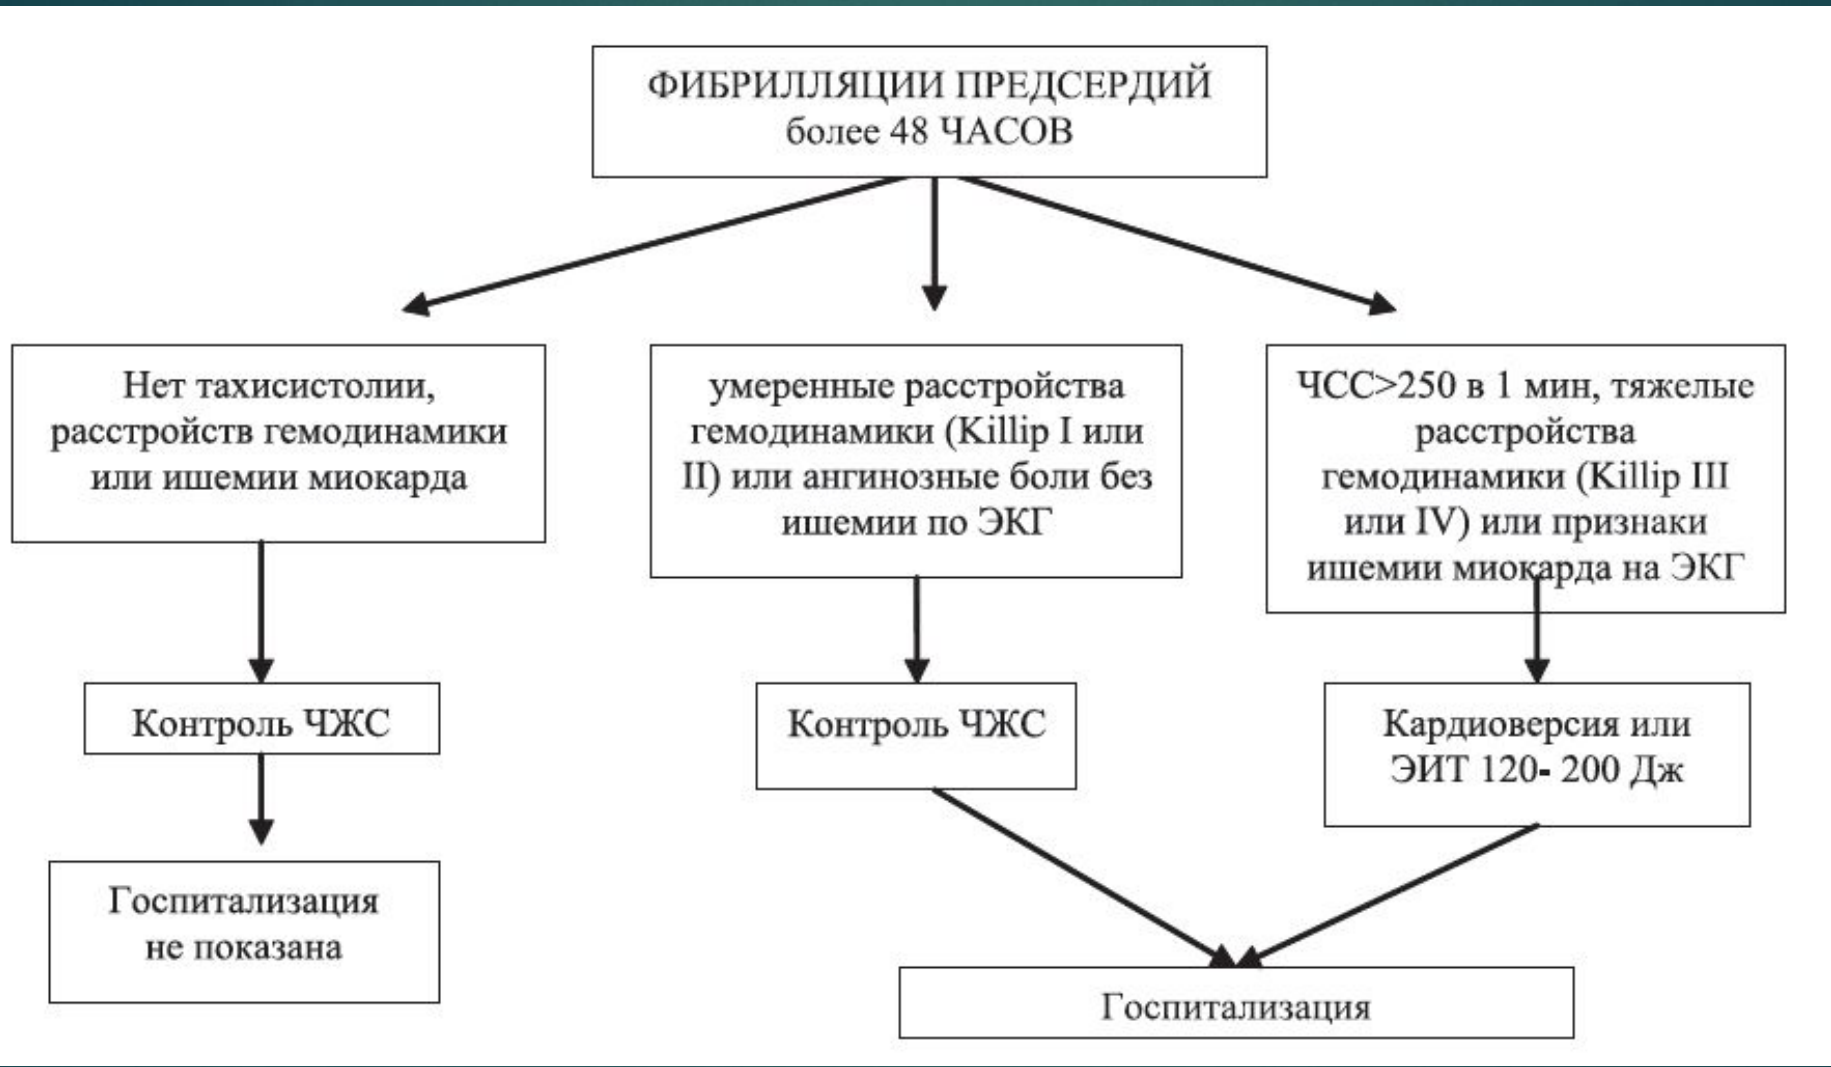 ФИБРИЛЛЯЦИИ ПРЕДСЕРДИЙ
более 48 ЧАСОВ
Нет тахисистолии,
расстройств гемодинамики
или ишемии миокарда
умеренные расстройства
гемодинамики (Killip I или
II) или ангинозные боли без
ишемии по ЭКГ
ЧСС>250 в 1 мин, тяжелые
расстройства
гемодинамики (Killip III
или IV) или признаки
ишемии миокарда на ЭКГ
Контроль ЧЖС
Контроль ЧЖС
Кардиоверсия или
ЭИТ 120- 200 Дж
Госпитализация
не показана
Госпитализация